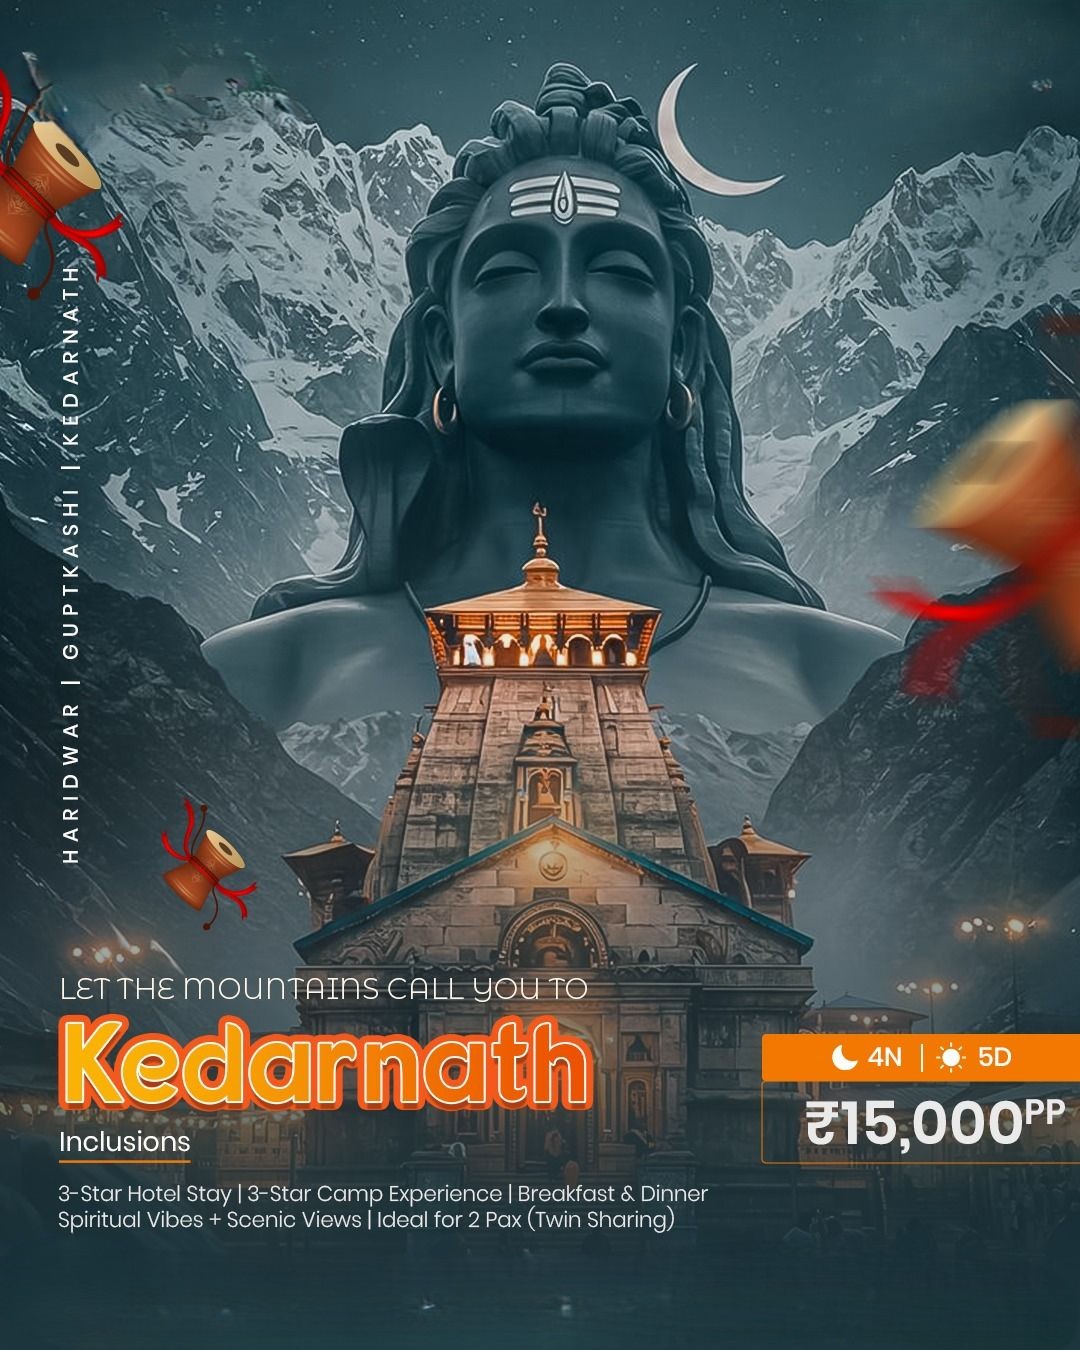 HARIDWAR | GUPTKASHI | KEDARNATH
LET THE MOUNTAINS CALL YOU TO
Kedarnath
4N | 5D
₹15,000PP
Inclusions
3-Star Hotel Stay | 3-Star Camp Experience | Breakfast & Dinner
Spiritual Vibes + Scenic Views | Ideal for 2 Pax (Twin Sharing)